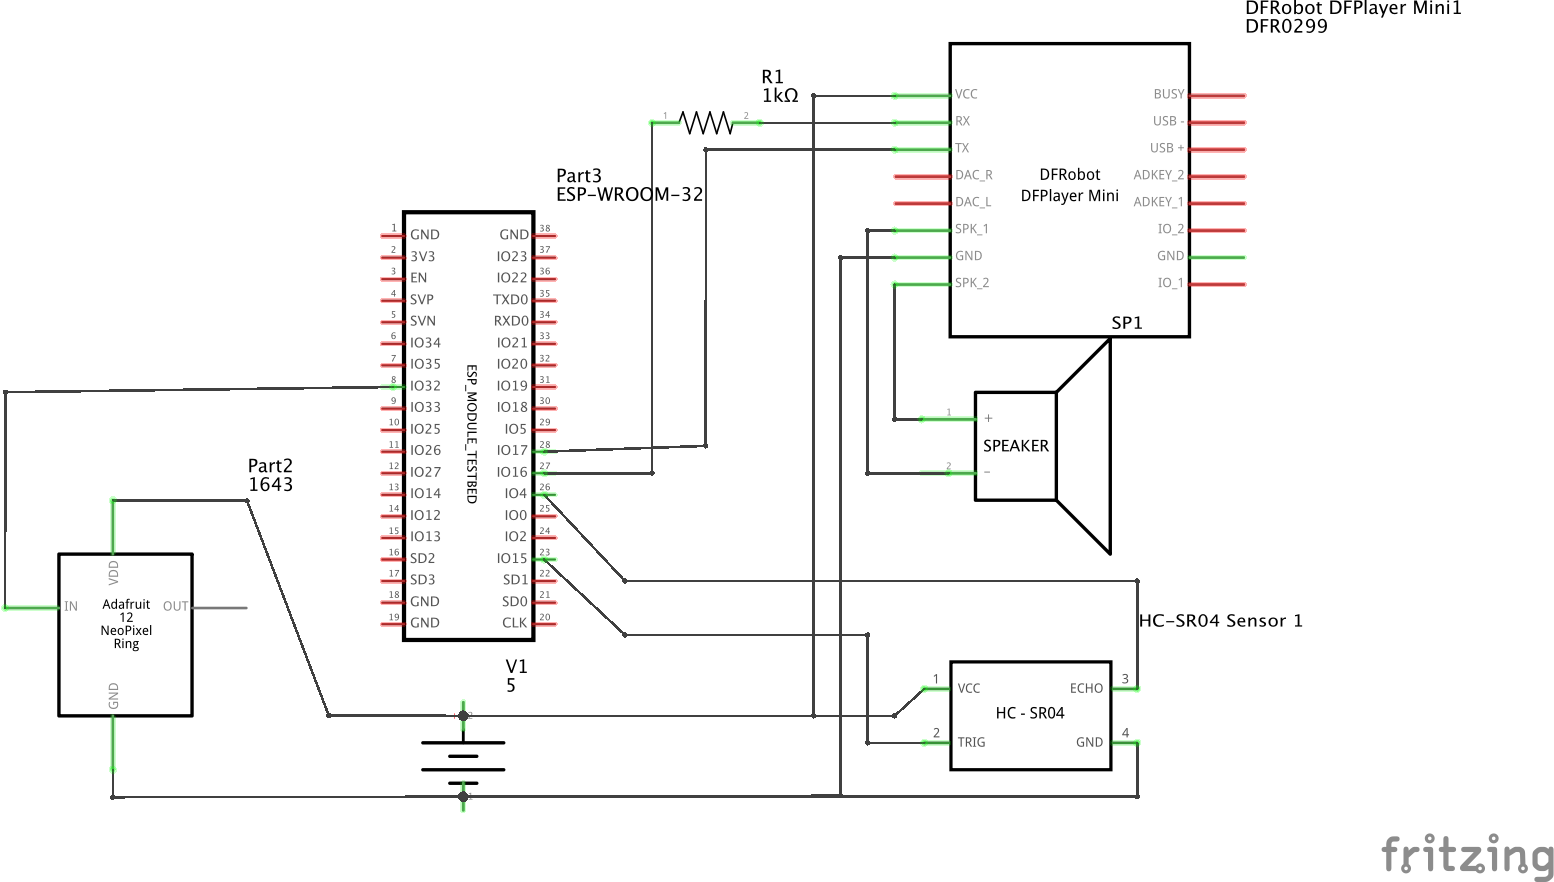 DFRobot DFPlayer Mini1
DFR0299
R1
1kΩ
1
2
VCC
RX
TX
DAC_R
DAC_L
SPK_1
GND
SPK_2
DFRobot
DFPlayer Mini
BUSY
USB -
USB +
ADKEY_2
ADKEY_1
IO_2
GND
IO_1
Part3
ESP-WROOM-32
1 GND
2 3V3
3 EN
4 SVP
5 SVN
6 IO34
7 IO35
8 IO32
9 IO33
10 IO25
11 IO26
12 IO27
13 IO14
14 IO12
15 IO13
16 SD2
17 SD3
18 GND
19 GND
ESP_MODULE_TESTBED
GND 38
IO23 37
IO22 36
TXD0 35
RXD0 34
IO21 33
IO20 32
IO19 31
IO18 30
IO5 29
IO17 28
IO16 27
IO4 26
IO0 25
IO2 24
IO15 23
SD1 22
SD0 21
CLK 20
SP1
1 +
SPEAKER
2 −
Part2
1643
VDD
IN
Adafruit
12
NeoPixel
Ring
OUT
GND
V1
5
HC-SR04 Sensor 1
1 VCC
2 TRIG
HC - SR04
ECHO 3
GND 4
fritzing